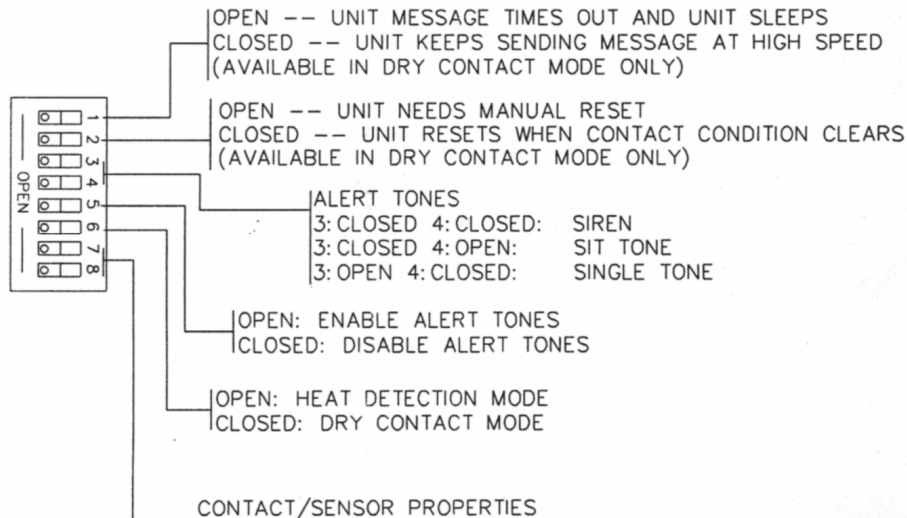 OPEN -- UNIT MESSAGE TIMES OUT AND UNIT SLEEPS
CLOSED -- UNIT KEEPS SENDING MESSAGE AT HIGH SPEED
(AVAILABLE IN DRY CONTACT MODE ONLY)
OPEN -- UNIT NEEDS MANUAL RESET
CLOSED -- UNIT RESETS WHEN CONTACT CONDITION CLEARS
(AVAILABLE IN DRY CONTACT MODE ONLY)
1
2
3
4
5
6
7
8
OPEN
ALERT TONES
3: CLOSED 4: CLOSED: SIREN
3: CLOSED 4: OPEN: SIT TONE
3: OPEN 4: CLOSED: SINGLE TONE
OPEN: ENABLE ALERT TONES
CLOSED: DISABLE ALERT TONES
OPEN: HEAT DETECTION MODE
CLOSED: DRY CONTACT MODE
CONTACT/SENSOR PROPERTIES